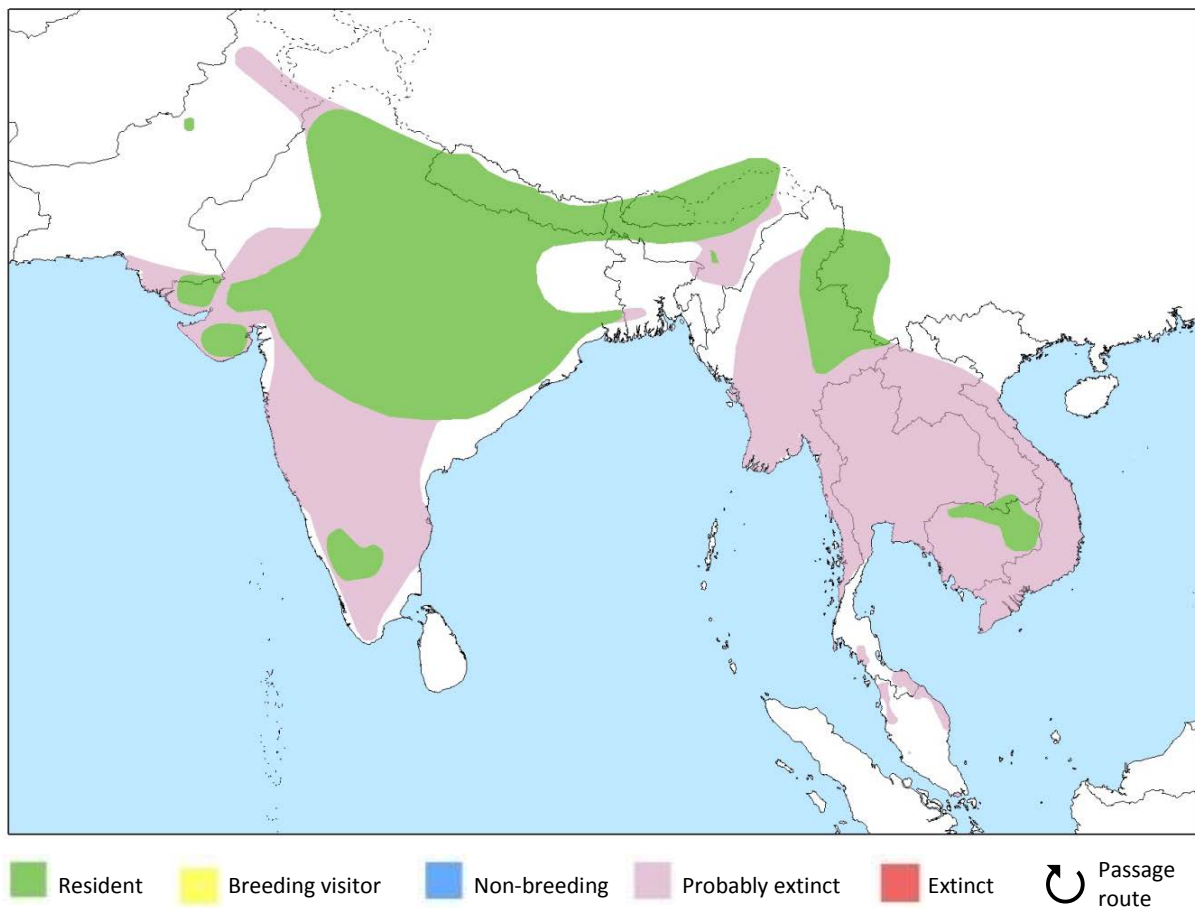 Resident
Breeding visitor
Non-breeding
Probably extinct
Extinct
Passage
route